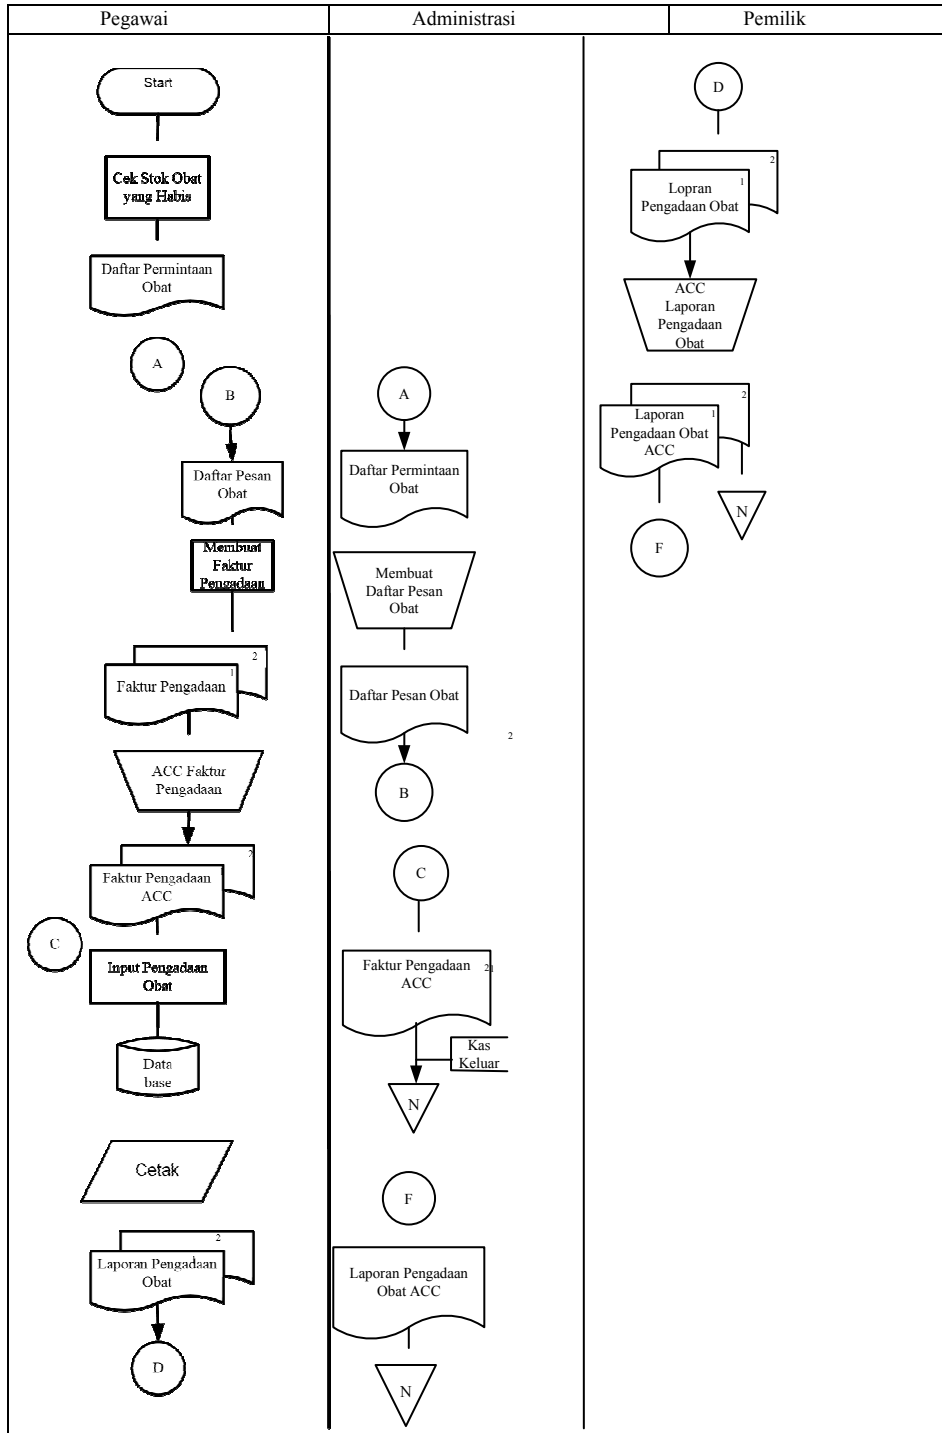 Pegawai
Administrasi
Pemilik
Start
Cek Stok Obat
yang Habis
Daftar Permintaan
Obat
A
B
Daftar Pesan
Obat
Membuat
Faktur
Pengadaan
2
1
Faktur Pengadaan
ACC Faktur
Pengadaan
2
Faktur Pengadaan
ACC
C
Input Pengadaan
Obat
Data
base
Cetak
2
1
Laporan Pengadaan
Obat
D
A
Daftar Permintaan
Obat
Membuat
Daftar Pesan
Obat
Daftar Pesan Obat
2
B
C
Faktur Pengadaan
ACC
21
Kas
Keluar
N
F
Laporan Pengadaan
Obat ACC
N
D
2
1
Lopran
Pengadaan Obat
ACC
Laporan
Pengadaan
Obat
2
1
Laporan
Pengadaan Obat
ACC
N
F